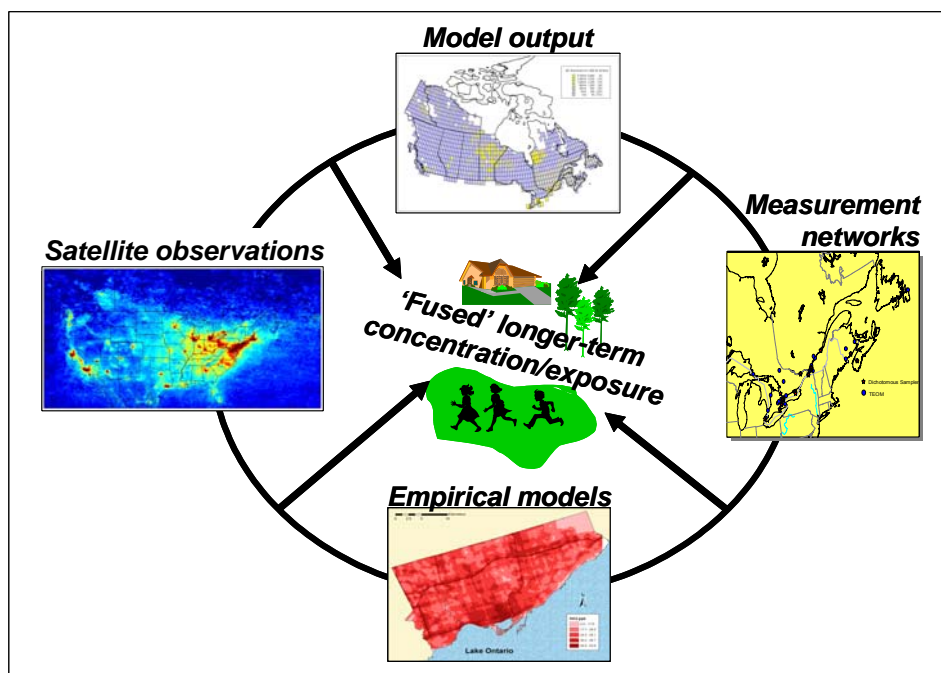 Model output
Measurement
networks
Satellite observations
'Fused' longer-term
concentration/exposure
Dichotomous Sampler
TEOM
Empirical models
Lake Ontario